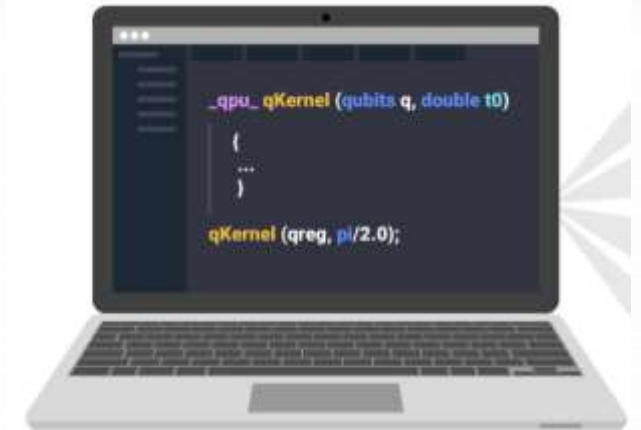 _qpu_ qKernel (qubits q, double t0)
{
...
}
qKernel (qreg, pi/2.0);